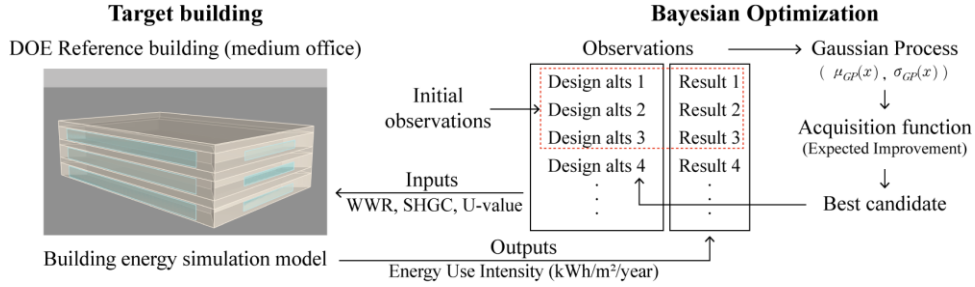 Target building
DOE Reference building (medium office)
Building energy simulation model
Bayesian Optimization
Observations
Initial
observations
Design alts 1
Result 1
Design alts 2
Result 2
Design alts 3
Result 3
Design alts 4
Result 4
.
.
.
.
.
.
Inputs
WWR, SHGC, U-value
Outputs
Energy Use Intensity (kWh/m²/year)
Gaussian Process
( μGP(x) , σGP(x) )
Acquisition function
(Expected Improvement)
Best candidate